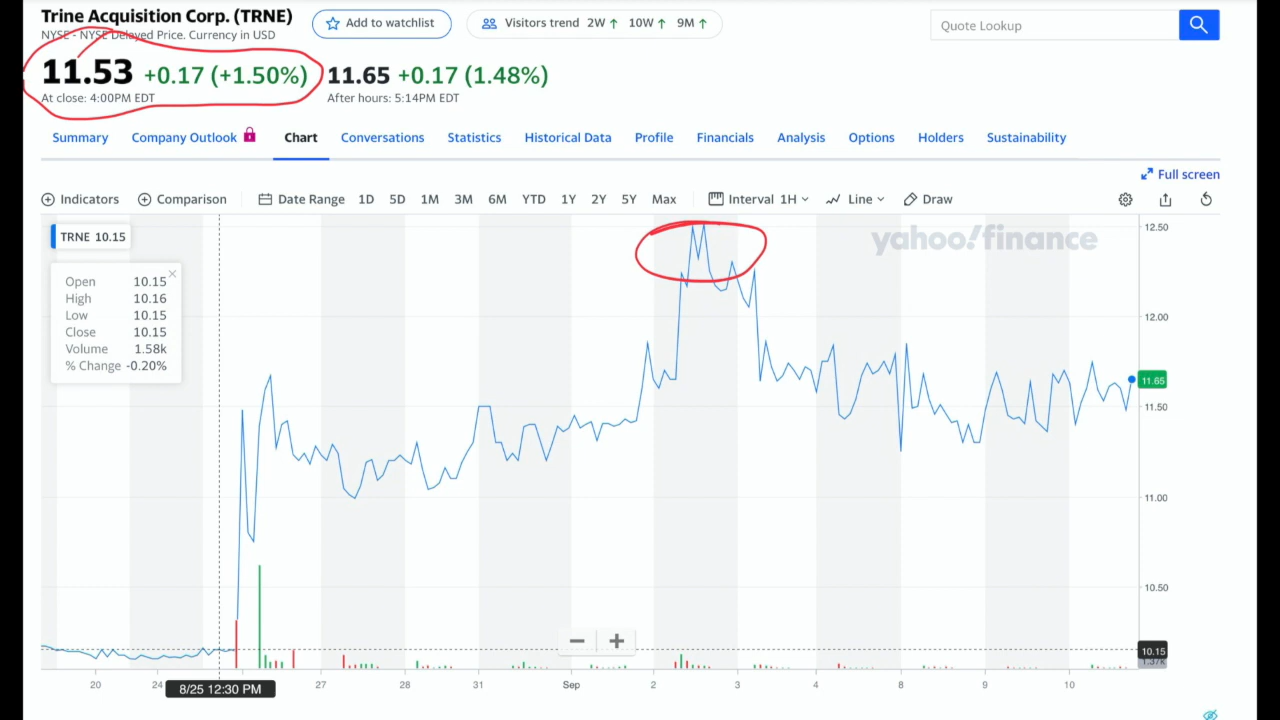 Trine Acquisition Corp. (TRNE)
Add to watchlist
Visitors trend 2W ↑ 10W ↑ 9M ↑
Quote Lookup
NYSE - NYSE Delayed Price. Currency in USD
11.53 +0.17 (+1.50%) 11.65 +0.17 (1.48%)
At close: 4:00PM EDT After hours: 5:14PM EDT
Summary Company Outlook Chart Conversations Statistics Historical Data Profile Financials Analysis Options Holders Sustainability
Full screen
Indicators Comparison Date Range 1D 5D 1M 3M 6M YTD 1Y 2Y 5Y Max Interval 1H Line Draw
TRNE 10.15
yahoo!finance
Open 10.15
High 10.16
Low 10.15
Close 10.15
Volume 1.58k
% Change -0.20%
12.50
12.00
11.65
11.50
11.00
10.50
10.15
1.37k
20 24 8/25 12:30 PM 27 28 31 Sep 2 3 4 8 9 10